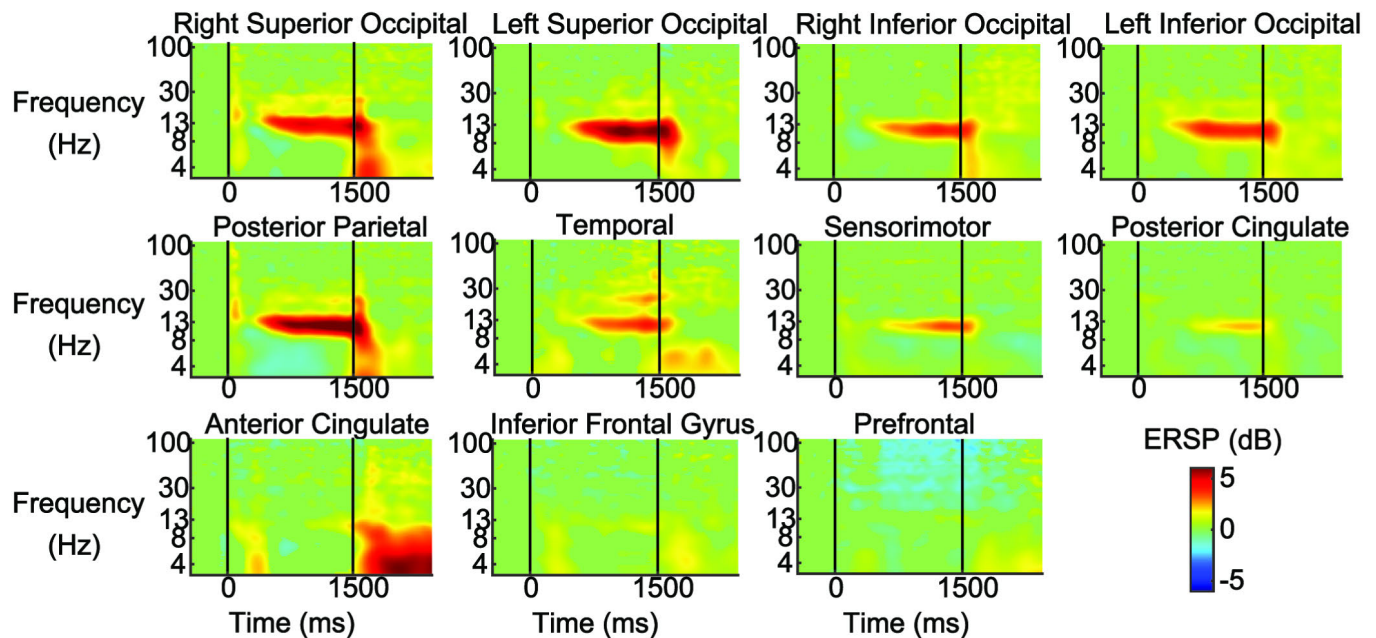 Right Superior Occipital Left Superior Occipital Right Inferior Occipital Left Inferior Occipital
Frequency
(Hz)
100 30 13 8 4 100 30 13 8 4 100 30 13 8 4 100 30 13 8 4
0 1500 0 1500 0 1500 0 1500
Posterior Parietal Temporal Sensorimotor Posterior Cingulate
Frequency
(Hz)
100 30 13 8 4 100 30 13 8 4 100 30 13 8 4 100 30 13 8 4
0 1500 0 1500 0 1500 0 1500
Anterior Cingulate Inferior Frontal Gyrus Prefrontal
Frequency
(Hz)
100 30 13 8 4 100 30 13 8 4 100 30 13 8 4
0 1500 0 1500 0 1500
Time (ms) Time (ms) Time (ms)
ERSP (dB)
5
0
-5